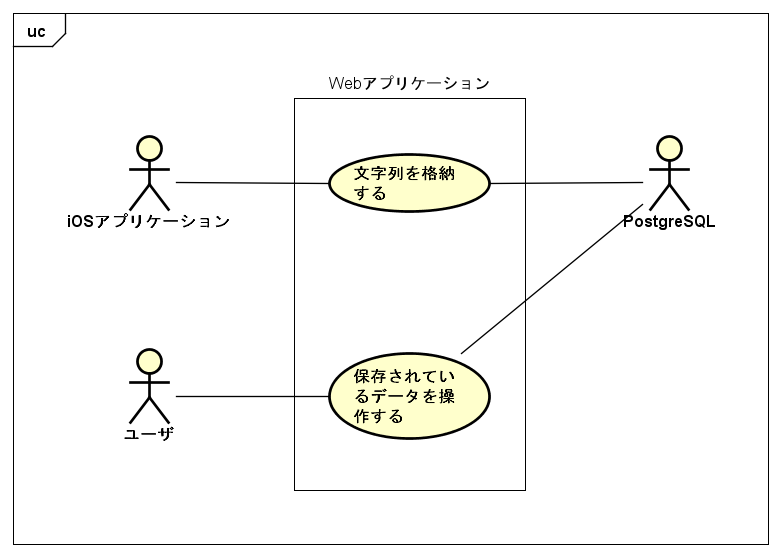 uc
Webアプリケーション
文字列を格納
する
iOSアプリケーション
PostgreSQL
保存されてい
るデータを操
作する
ユーザ